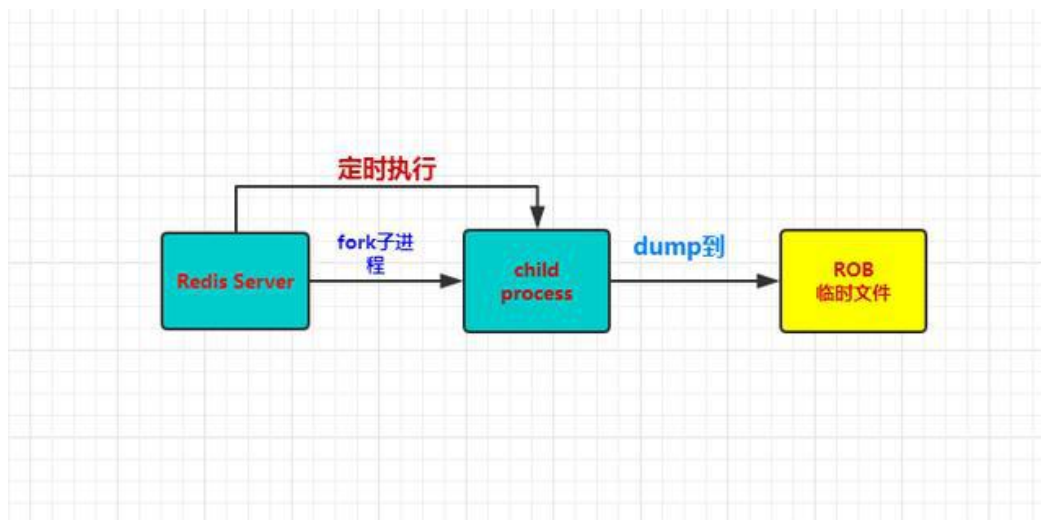 定时执行
fork子进
程
dump到
Redis Server
child
process
ROB
临时文件